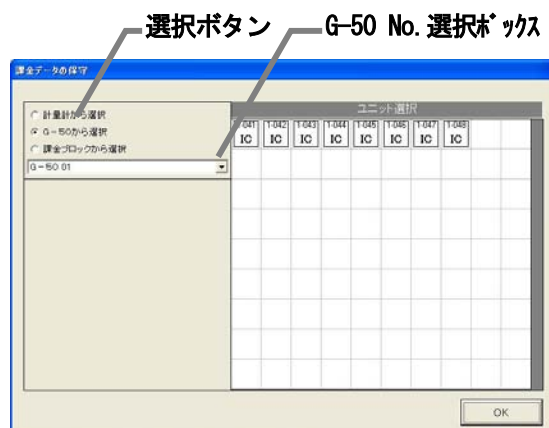 選択ボタン
G-50 No.選択ボックス
課金データの保守
計量計から選択
G-50から選択
課金ブロックから選択
G-50 01
ユニット選択
1-041 1-042 1-043 1-044 1-045 1-046 1-047 1-048
IC IC IC IC IC IC IC IC
OK